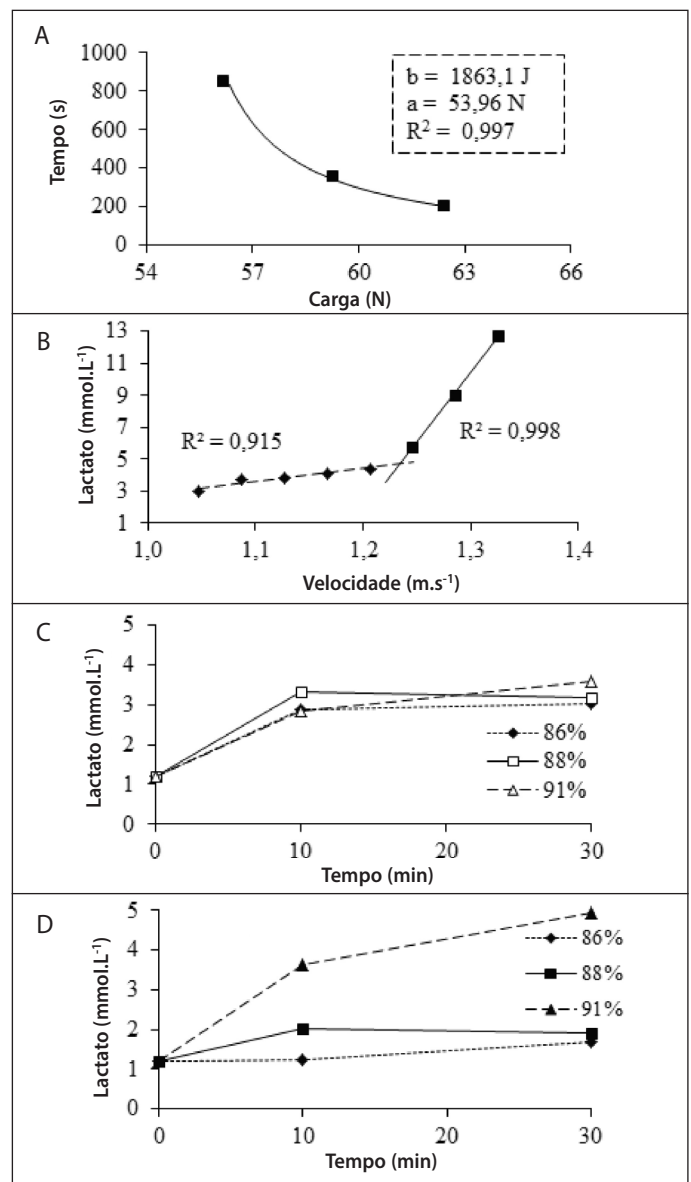 A
Tempo (s)
1000
800
600
400
200
0
b = 1863,1 J
a = 53,96 N
R² = 0,997
54 57 60 63 66
Carga (N)
B
Lactato (mmol.L⁻¹)
13
11
9
7
5
3
1
R² = 0,915
R² = 0,998
1,0 1,1 1,2 1,3 1,4
Velocidade (m.s⁻¹)
C
Lactato (mmol.L⁻¹)
5
4
3
2
1
0
86%
88%
91%
0 10 20 30
Tempo (min)
D
Lactato (mmol.L⁻¹)
5
4
3
2
1
0
86%
88%
91%
0 10 20 30
Tempo (min)